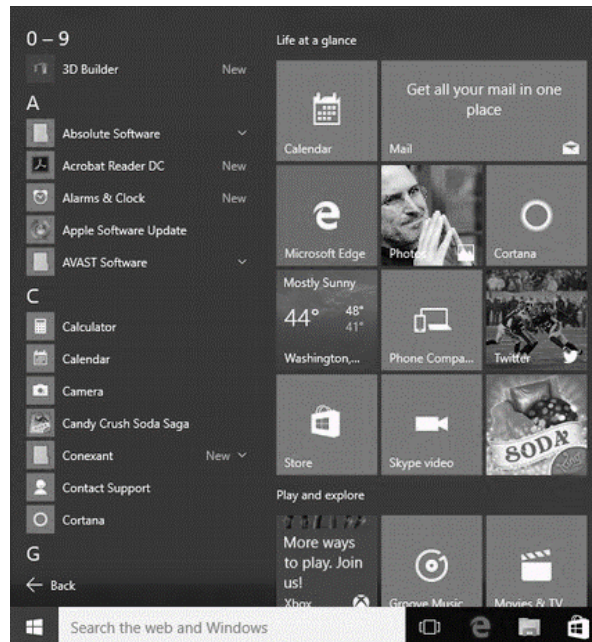 0 – 9
3D Builder New
A
Absolute Software
Acrobat Reader DC New
Alarms & Clock New
Apple Software Update
AVAST Software
C
Calculator
Calendar
Camera
Candy Crush Soda Saga
Conexant New
Contact Support
Cortana
G
Back
Life at a glance
Calendar
Get all your mail in one
place
Mail
Microsoft Edge
Photos
Cortana
Mostly Sunny
44° 48°
41°
Washington,...
Phone Compa...
Twitter
Store
Skype video
SODA
Play and explore
More ways
to play. Join
us!
Xbox
Groove Music
Movies & TV
Search the web and Windows